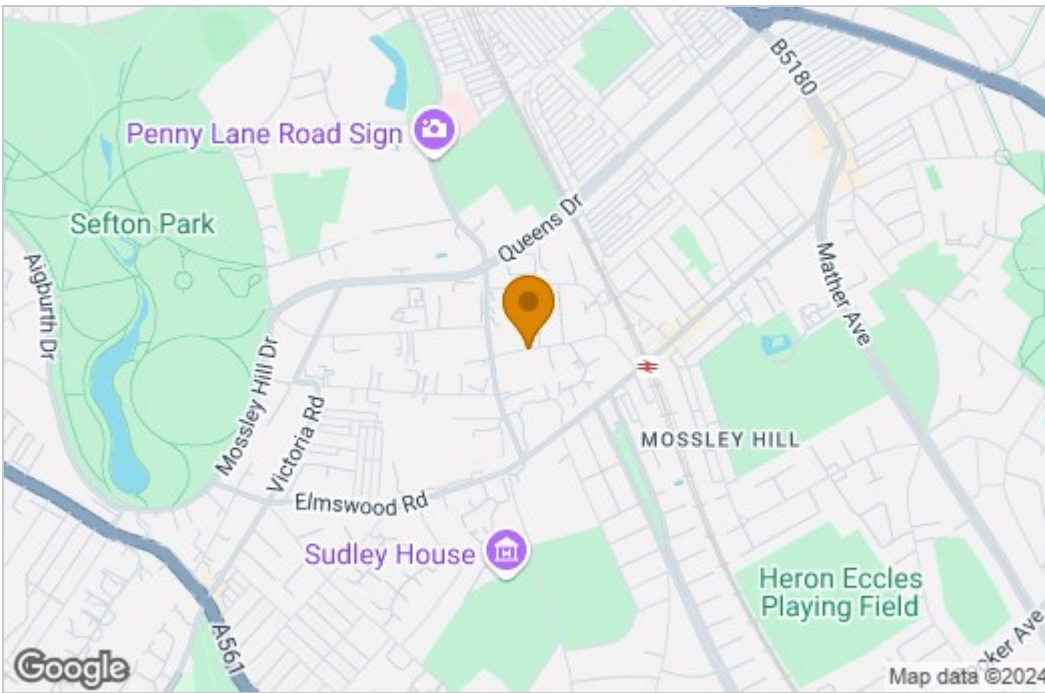 B5180
Penny Lane Road Sign
Sefton Park
Queens Dr
Aigburth Dr
Mather Ave
Mossley Hill Dr
Victoria Rd
MOSSLEY HILL
Elmswood Rd
Sudley House
Heron Eccles
Playing Field
A561
Google
Map data ©2024